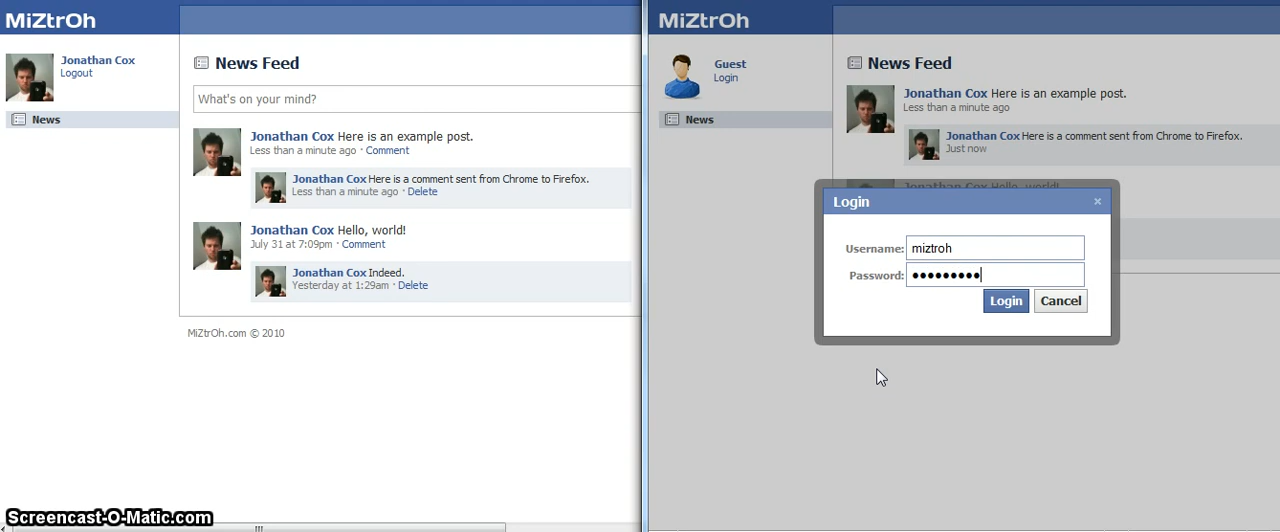 MiZtrOh
Jonathan Cox
Logout
News
News Feed
What's on your mind?
Jonathan Cox Here is an example post.
Less than a minute ago · Comment
Jonathan Cox Here is a comment sent from Chrome to Firefox.
Less than a minute ago · Delete
Jonathan Cox Hello, world!
July 31 at 7:09pm · Comment
Jonathan Cox Indeed.
Yesterday at 1:29am · Delete
MiZtrOh.com © 2010
Screencast-O-Matic.com
MiZtrOh
Guest
Login
News
News Feed
Jonathan Cox Here is an example post.
Less than a minute ago
Jonathan Cox Here is a comment sent from Chrome to Firefox.
Just now
Jonathan Cox Hello, world!
Login
Username: miztroh
Password: •••••••••
Login Cancel